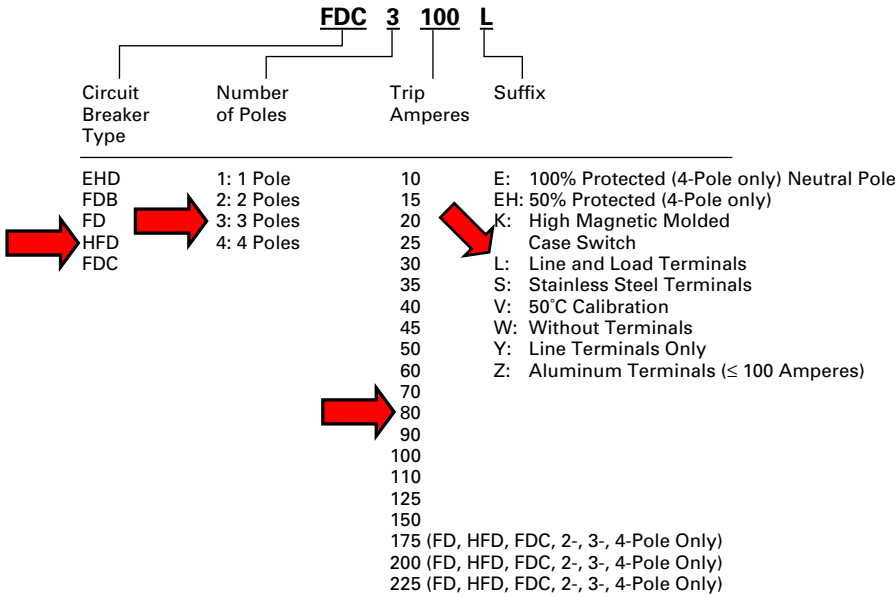 FDC 3 100 L
Circuit Breaker Type
Number of Poles
Trip Amperes
Suffix
EHD
FDB
FD
HFD
FDC
1: 1 Pole
2: 2 Poles
3: 3 Poles
4: 4 Poles
10
15
20
25
30
35
40
45
50
60
70
80
90
100
110
125
150
175 (FD, HFD, FDC, 2-, 3-, 4-Pole Only)
200 (FD, HFD, FDC, 2-, 3-, 4-Pole Only)
225 (FD, HFD, FDC, 2-, 3-, 4-Pole Only)
E: 100% Protected (4-Pole only) Neutral Pole
EH: 50% Protected (4-Pole only)
K: High Magnetic Molded
Case Switch
L: Line and Load Terminals
S: Stainless Steel Terminals
V: 50˚C Calibration
W: Without Terminals
Y: Line Terminals Only
Z: Aluminum Terminals (≤ 100 Amperes)